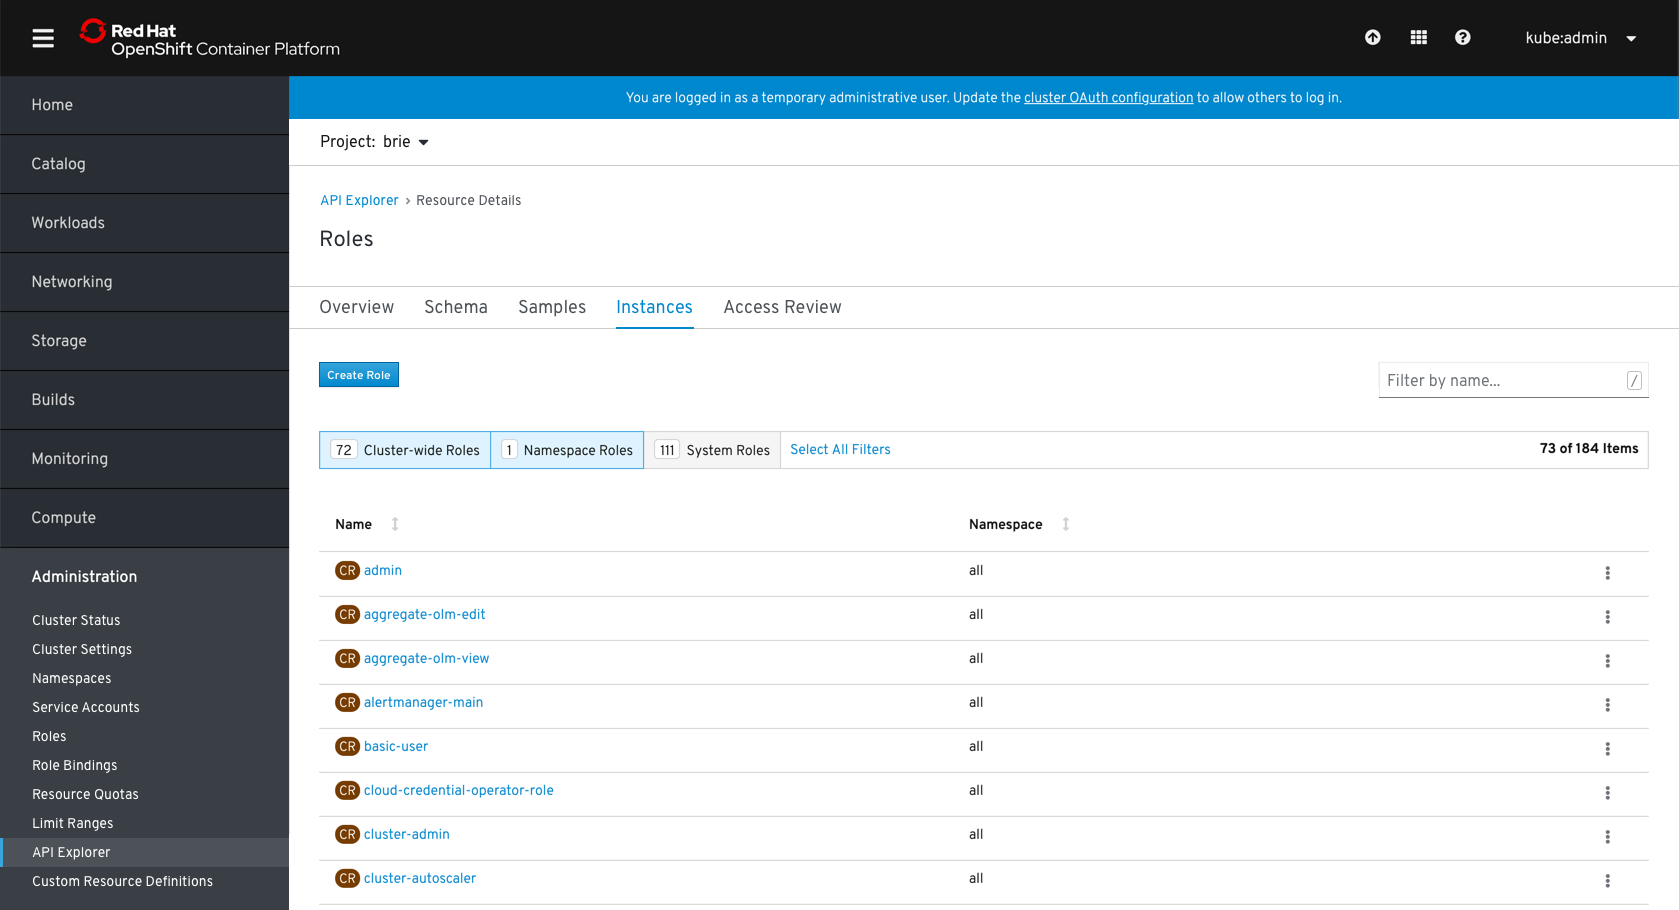 Red Hat
OpenShift Container Platform
kube:admin
Home
Catalog
Workloads
Networking
Storage
Builds
Monitoring
Compute
Administration
Cluster Status
Cluster Settings
Namespaces
Service Accounts
Roles
Role Bindings
Resource Quotas
Limit Ranges
API Explorer
Custom Resource Definitions
You are logged in as a temporary administrative user. Update the cluster OAuth configuration to allow others to log in.
Project: brie
API Explorer > Resource Details
Roles
Overview Schema Samples Instances Access Review
Create Role
Filter by name... /
72 Cluster-wide Roles 1 Namespace Roles 111 System Roles Select All Filters 73 of 184 Items
Name Namespace
CR admin all
CR aggregate-olm-edit all
CR aggregate-olm-view all
CR alertmanager-main all
CR basic-user all
CR cloud-credential-operator-role all
CR cluster-admin all
CR cluster-autoscaler all